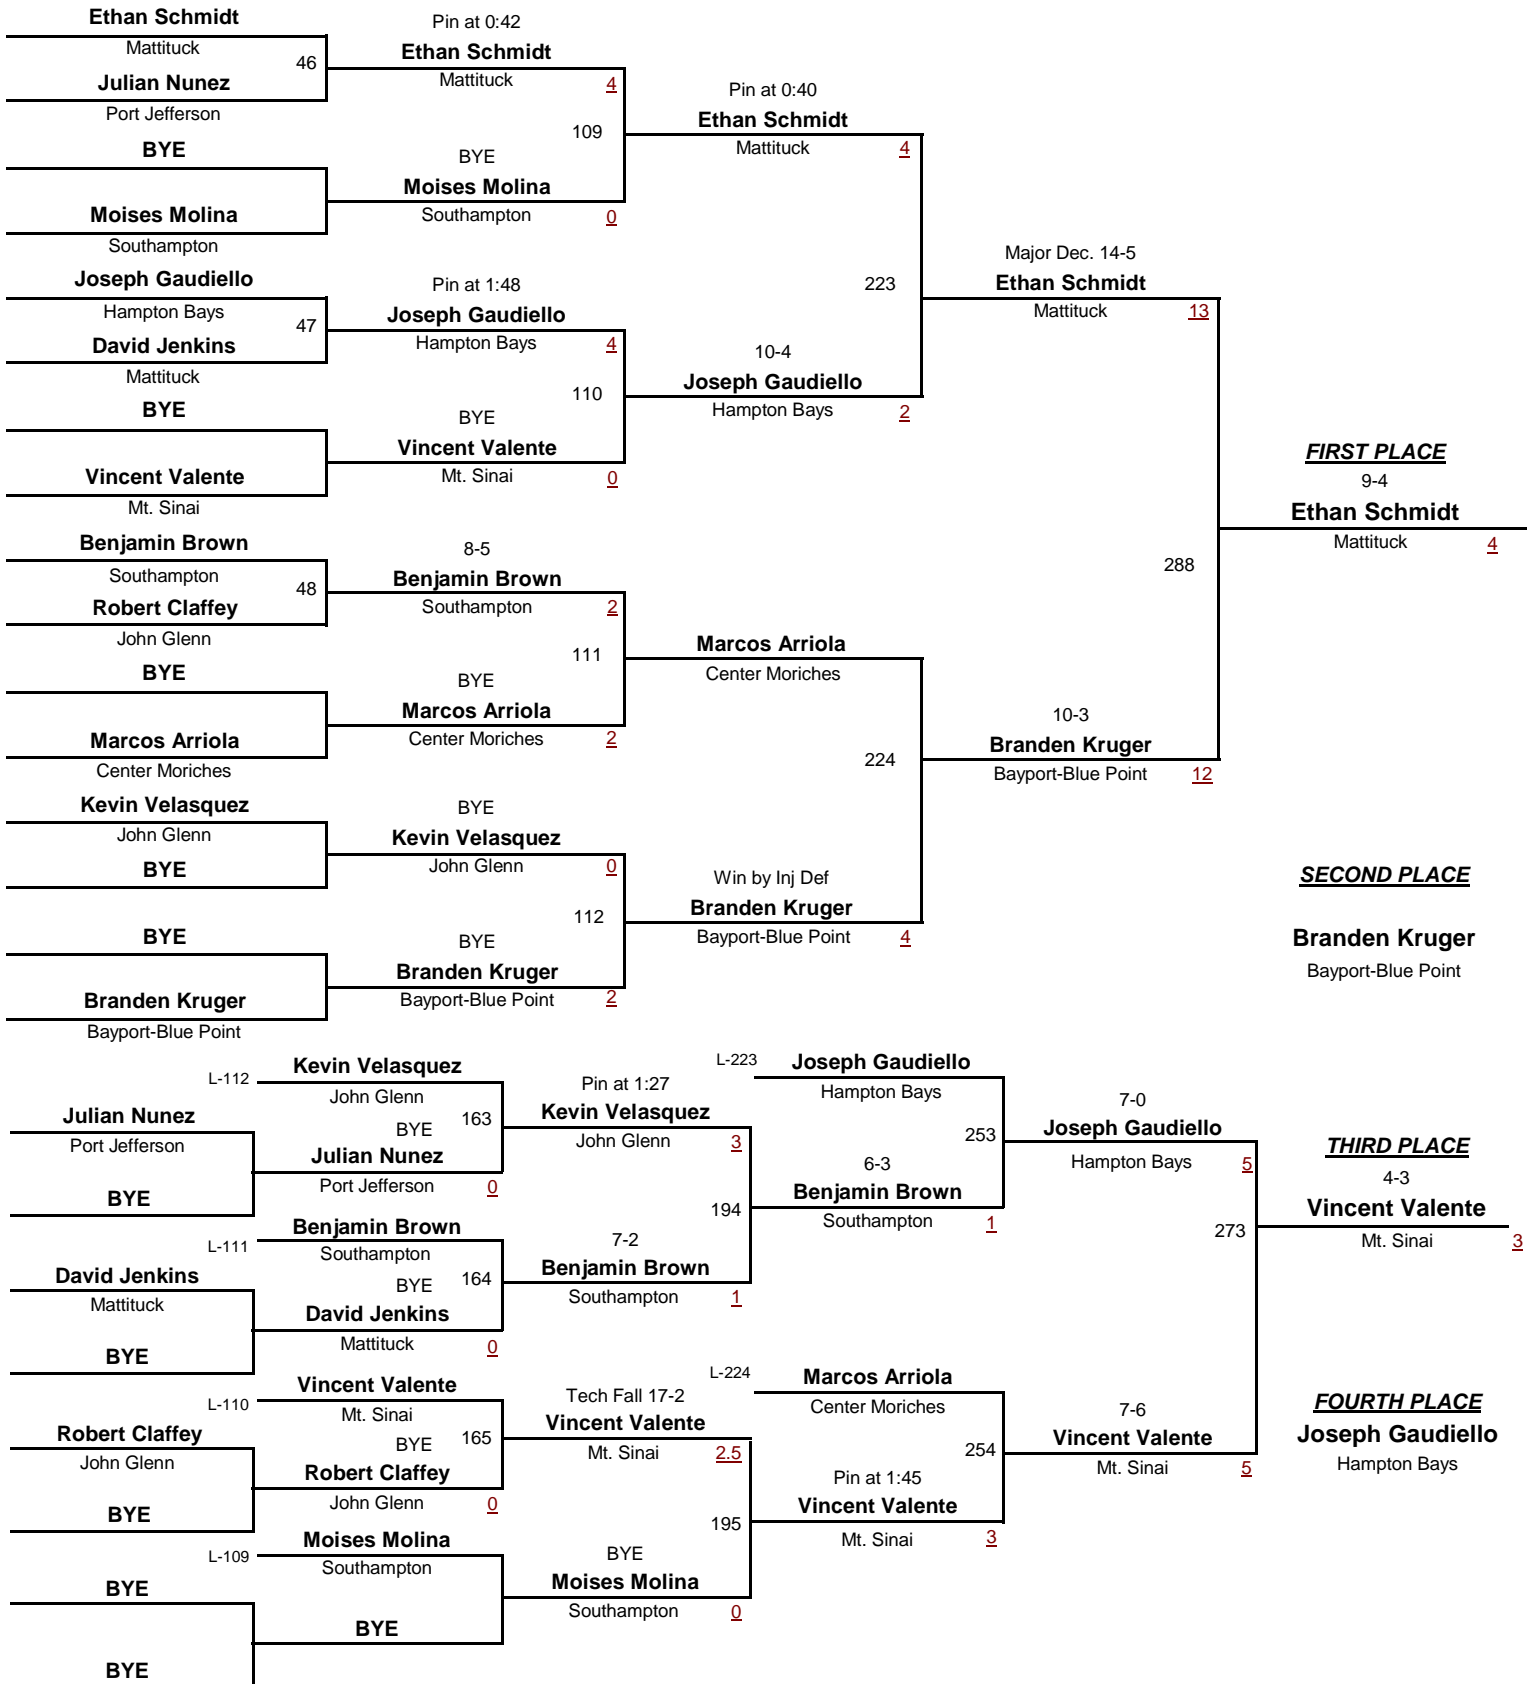 Ethan Schmidt
Mattituck
46
Julian Nunez
Port Jefferson
BYE
Moises Molina
Southampton
Joseph Gaudiello
Hampton Bays
47
David Jenkins
Mattituck
BYE
Vincent Valente
Mt. Sinai
Benjamin Brown
Southampton
48
Robert Claffey
John Glenn
BYE
Marcos Arriola
Center Moriches
Kevin Velasquez
John Glenn
BYE
BYE
Branden Kruger
Bayport-Blue Point
Pin at 0:42
Ethan Schmidt
Mattituck 4
109
BYE
Moises Molina
Southampton 0
Pin at 1:48
Joseph Gaudiello
Hampton Bays 4
110
BYE
Vincent Valente
Mt. Sinai 0
8-5
Benjamin Brown
Southampton 2
111
BYE
Marcos Arriola
Center Moriches 2
BYE
Kevin Velasquez
John Glenn 0
112
BYE
Branden Kruger
Bayport-Blue Point 2
Pin at 0:40
Ethan Schmidt
Mattituck 4
223
10-4
Joseph Gaudiello
Hampton Bays 2
Marcos Arriola
Center Moriches
224
Win by Inj Def
Branden Kruger
Bayport-Blue Point 4
Major Dec. 14-5
Ethan Schmidt
Mattituck 13
288
10-3
Branden Kruger
Bayport-Blue Point 12
FIRST PLACE
9-4
Ethan Schmidt
Mattituck 4
SECOND PLACE
Branden Kruger
Bayport-Blue Point
L-112
Julian Nunez
Port Jefferson
BYE
L-111
David Jenkins
Mattituck
BYE
L-110
Robert Claffey
John Glenn
BYE
L-109
BYE
BYE
Kevin Velasquez
John Glenn
163
BYE
Julian Nunez
Port Jefferson 0
Benjamin Brown
Southampton
164
BYE
David Jenkins
Mattituck 0
Vincent Valente
Mt. Sinai
165
BYE
Robert Claffey
John Glenn 0
Moises Molina
Southampton
BYE
Pin at 1:27
Kevin Velasquez
John Glenn 3
194
7-2
Benjamin Brown
Southampton 1
Tech Fall 17-2
Vincent Valente
Mt. Sinai 2.5
195
BYE
Moises Molina
Southampton 0
L-223
Joseph Gaudiello
Hampton Bays
253
6-3
Benjamin Brown
Southampton 1
L-224
Marcos Arriola
Center Moriches
254
Pin at 1:45
Vincent Valente
Mt. Sinai 3
7-0
Joseph Gaudiello
Hampton Bays 5
273
7-6
Vincent Valente
Mt. Sinai 5
THIRD PLACE
4-3
Vincent Valente
Mt. Sinai 3
FOURTH PLACE
Joseph Gaudiello
Hampton Bays